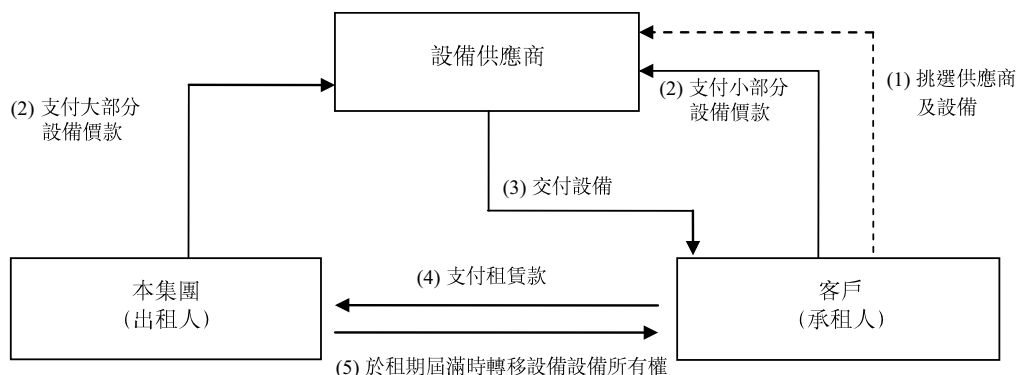 設備供應商
(1) 挑選供應商
及設備
(2) 支付大部分
設備價款
(2) 支付小部分
設備價款
(3) 交付設備
本集團
(出租人)
(4) 支付租賃款
客戶
(承租人)
(5) 於租期屆滿時轉移設備設備所有權